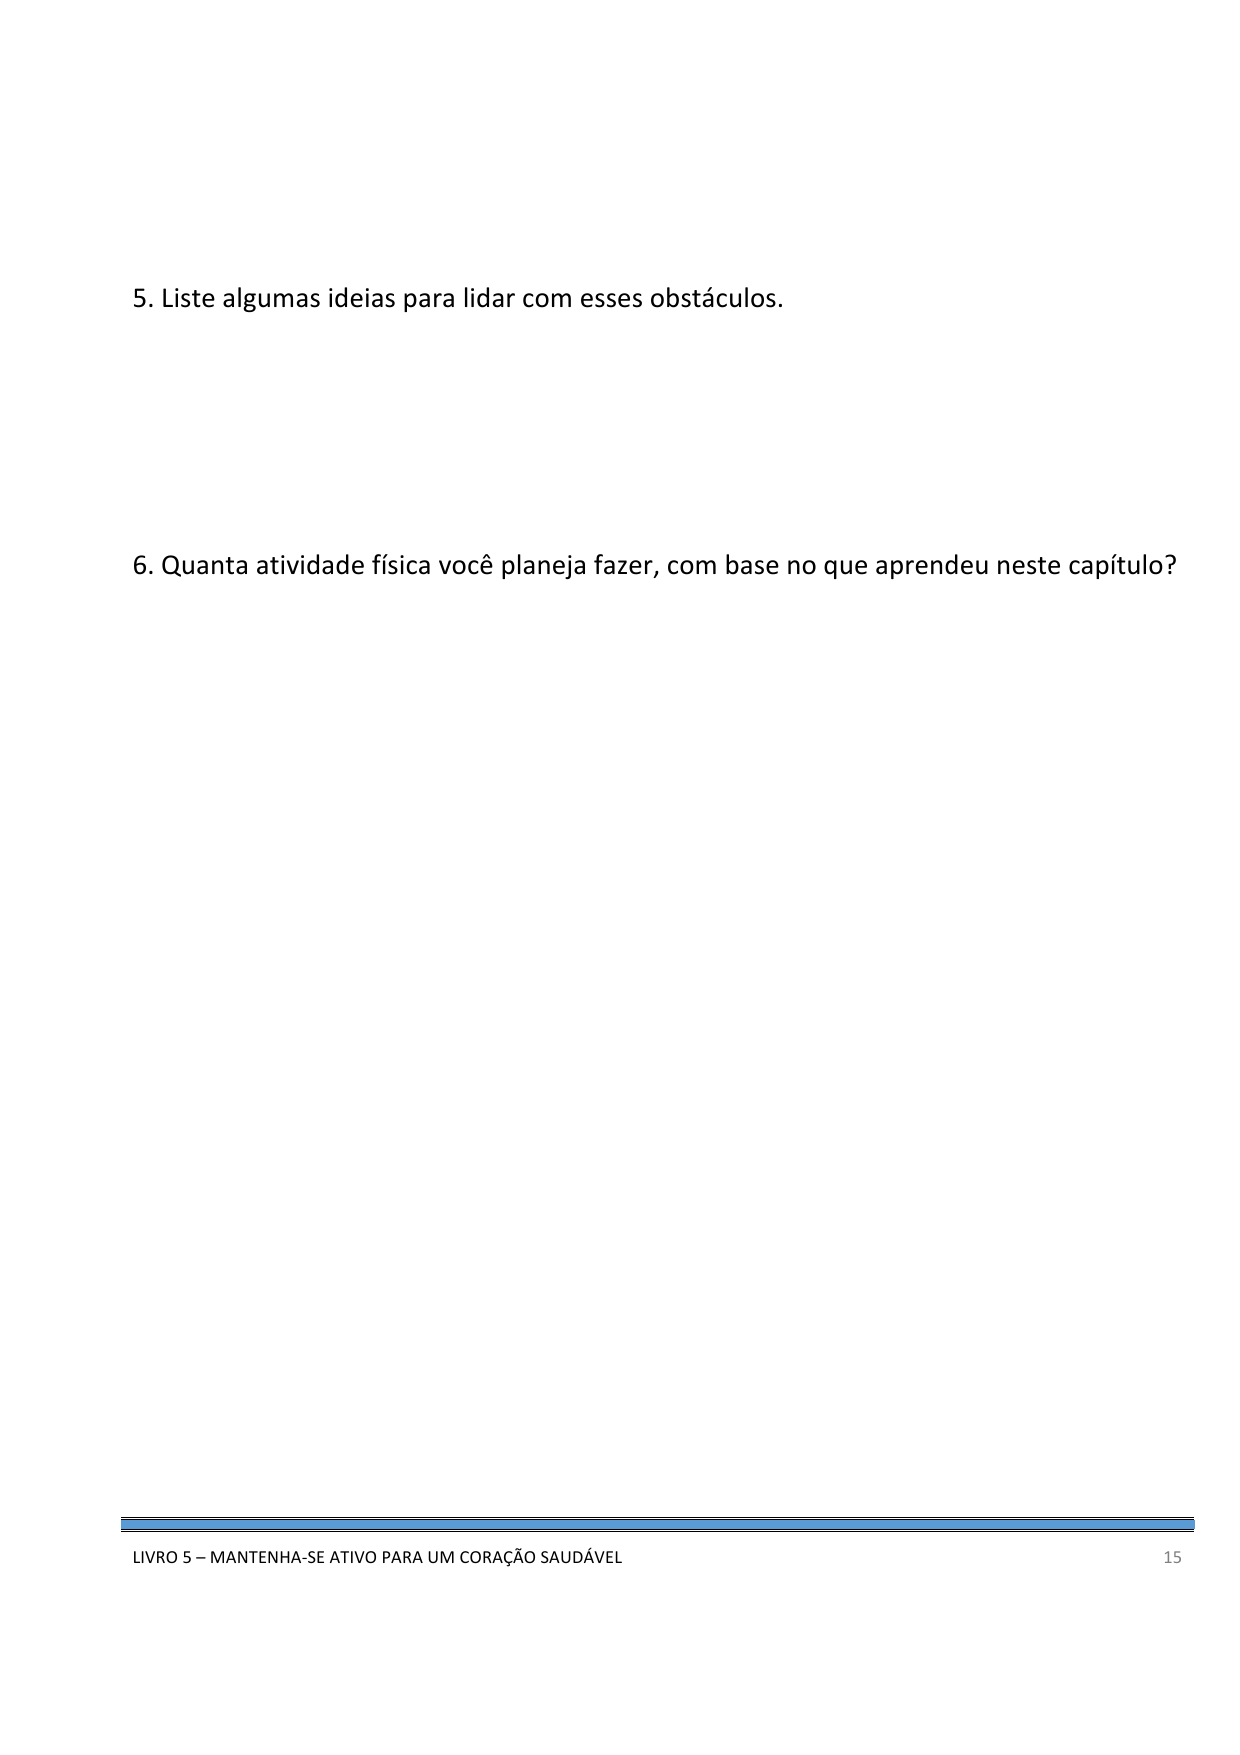 5. Liste algumas ideias para lidar com esses obstáculos.
6. Quanta atividade física você planeja fazer, com base no que aprendeu neste capítulo?
LIVRO 5 – MANTENHA-SE ATIVO PARA UM CORAÇÃO SAUDÁVEL 15